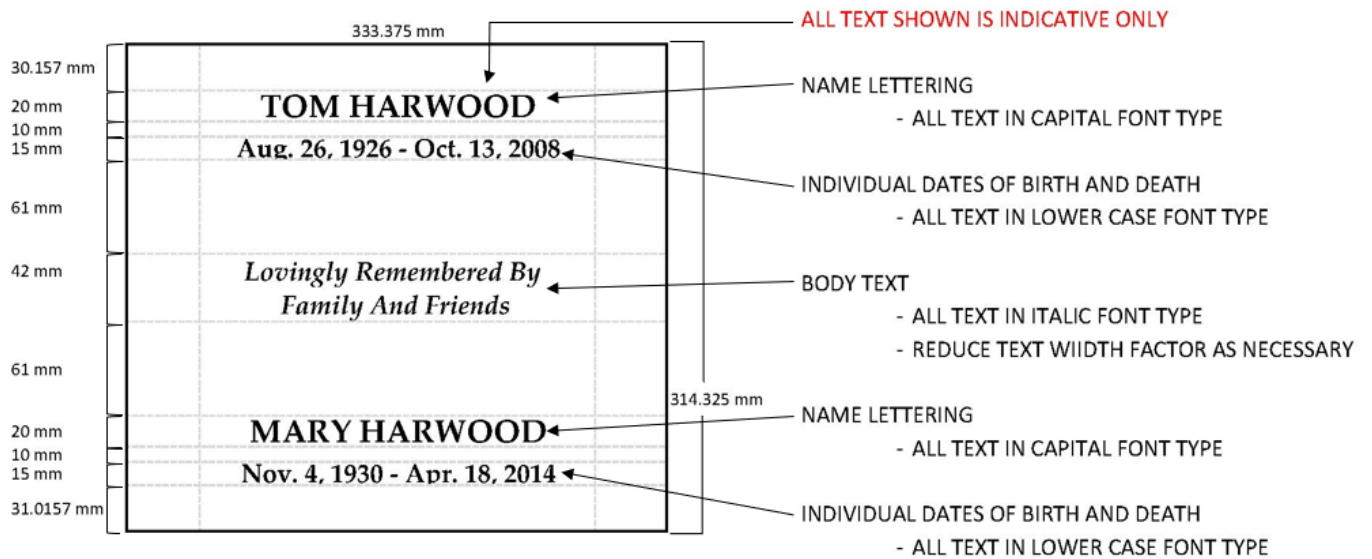 ALL TEXT SHOWN IS INDICATIVE ONLY
333.375 mm
30.157 mm
NAME LETTERING
20 mm
TOM HARWOOD
- ALL TEXT IN CAPITAL FONT TYPE
10 mm
15 mm
Aug. 26, 1926 - Oct. 13, 2008
INDIVIDUAL DATES OF BIRTH AND DEATH
61 mm
- ALL TEXT IN LOWER CASE FONT TYPE
42 mm
Lovingly Remembered By
Family And Friends
BODY TEXT
- ALL TEXT IN ITALIC FONT TYPE
- REDUCE TEXT WIIDTH FACTOR AS NECESSARY
61 mm
314.325 mm
NAME LETTERING
20 mm
MARY HARWOOD
- ALL TEXT IN CAPITAL FONT TYPE
10 mm
15 mm
Nov. 4, 1930 - Apr. 18, 2014
31.0157 mm
INDIVIDUAL DATES OF BIRTH AND DEATH
- ALL TEXT IN LOWER CASE FONT TYPE